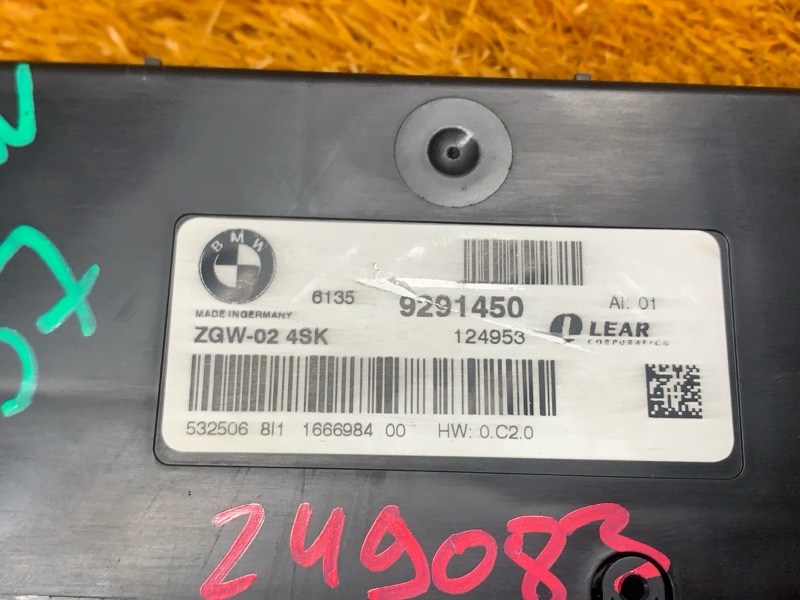 BMW
6135 9291450 AI: 01
MADE IN GERMANY
ZGW-02 4SK 124953 LEAR
CORPORATION
532506 8I1 1666984 00 HW: 0.C2.0
249083